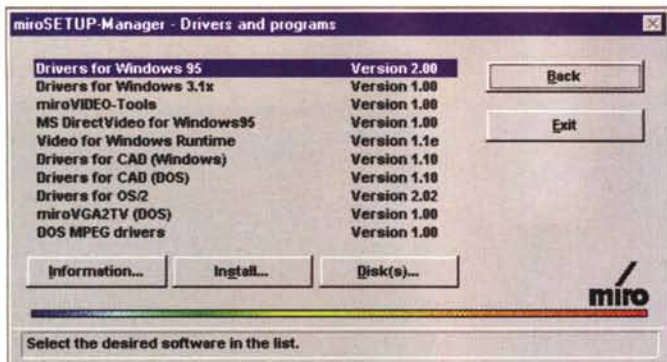 miroSETUP-Manager - Drivers and programs
Drivers for Windows 95 Version 2.00
Drivers for Windows 3.1x Version 1.00
miroVIDEO-Tools Version 1.00
MS DirectVideo for Windows95 Version 1.00
Video for Windows Runtime Version 1.1e
Drivers for CAD (Windows) Version 1.10
Drivers for CAD (DOS) Version 1.10
Drivers for OS/2 Version 2.02
miroVGA2TV (DOS) Version 1.00
DOS MPEG drivers Version 1.00
Back
Exit
Information... Install... Disk(s)...
miro
Select the desired software in the list.